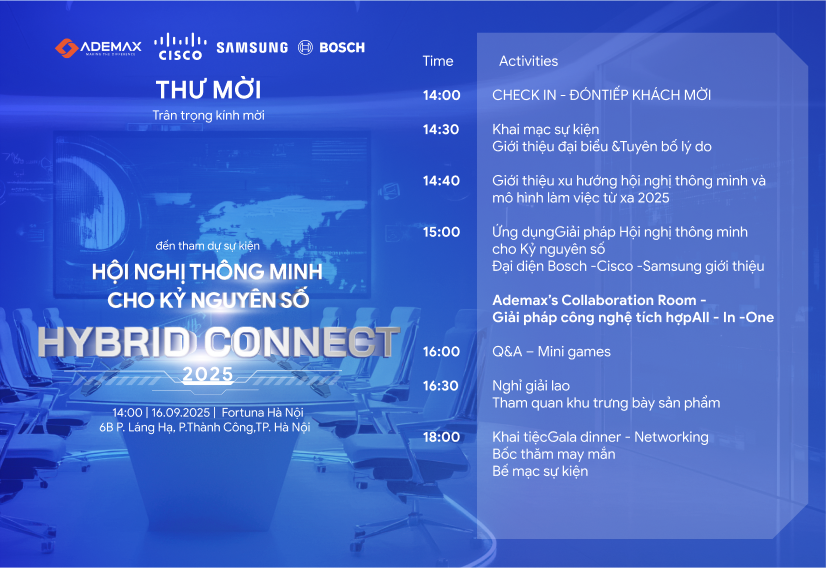 ADEMAX
MAKING THE DIFFERENCE
CISCO
SAMSUNG
BOSCH
THƯ MỜI
Trân trọng kính mời
đến tham dự sự kiện
HỘI NGHỊ THÔNG MINH
CHO KỶ NGUYÊN SỐ
HYBRID CONNECT
2025
14:00 | 16.09.2025 | Fortuna Hà Nội
6B P. Láng Hạ, P.Thành Công,TP. Hà Nội
Time Activities
14:00 CHECK IN - ĐÓNTIẾP KHÁCH MỜI
14:30 Khai mạc sự kiện
Giới thiệu đại biểu &Tuyên bố lý do
14:40 Giới thiệu xu hướng hội nghị thông minh và
mô hình làm việc từ xa 2025
15:00 Ứng dụngGiải pháp Hội nghị thông minh
cho Kỷ nguyên số
Đại diện Bosch -Cisco -Samsung giới thiệu
Ademax's Collaboration Room -
Giải pháp công nghệ tích hợpAll - In -One
16:00 Q&A – Mini games
16:30 Nghỉ giải lao
Tham quan khu trưng bày sản phẩm
18:00 Khai tiệcGala dinner - Networking
Bốc thăm may mắn
Bế mạc sự kiện